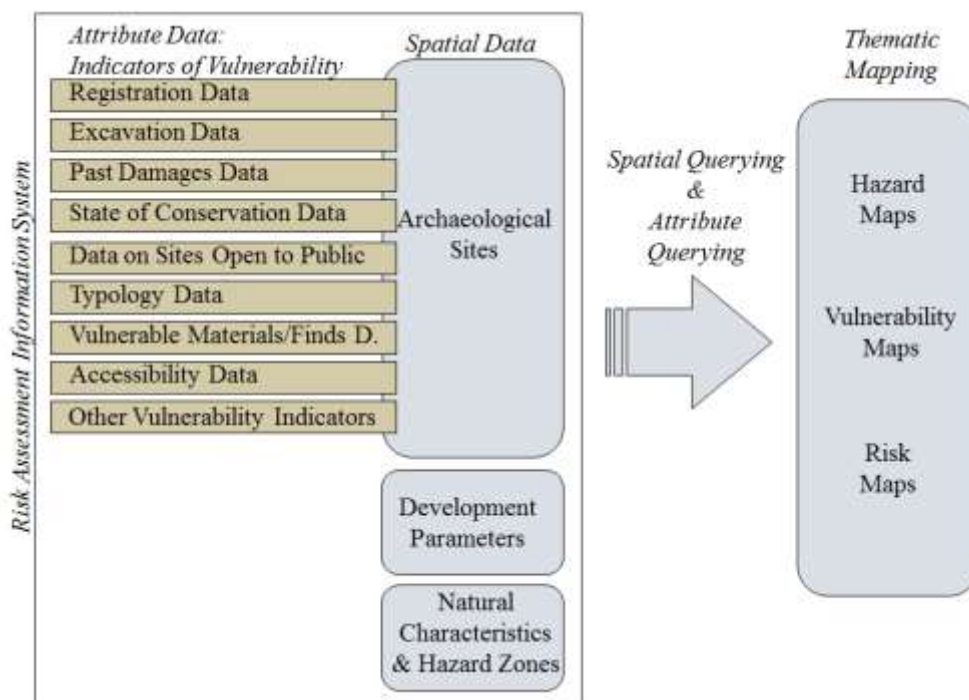 Risk Assessment Information System
Attribute Data:
Indicators of Vulnerability
Registration Data
Excavation Data
Past Damages Data
State of Conservation Data
Data on Sites Open to Public
Typology Data
Vulnerable Materials/Finds D.
Accessibility Data
Other Vulnerability Indicators
Spatial Data
Archaeological
Sites
Development
Parameters
Natural
Characteristics
& Hazard Zones
Spatial Querying
&
Attribute
Querying
Thematic
Mapping
Hazard
Maps
Vulnerability
Maps
Risk
Maps